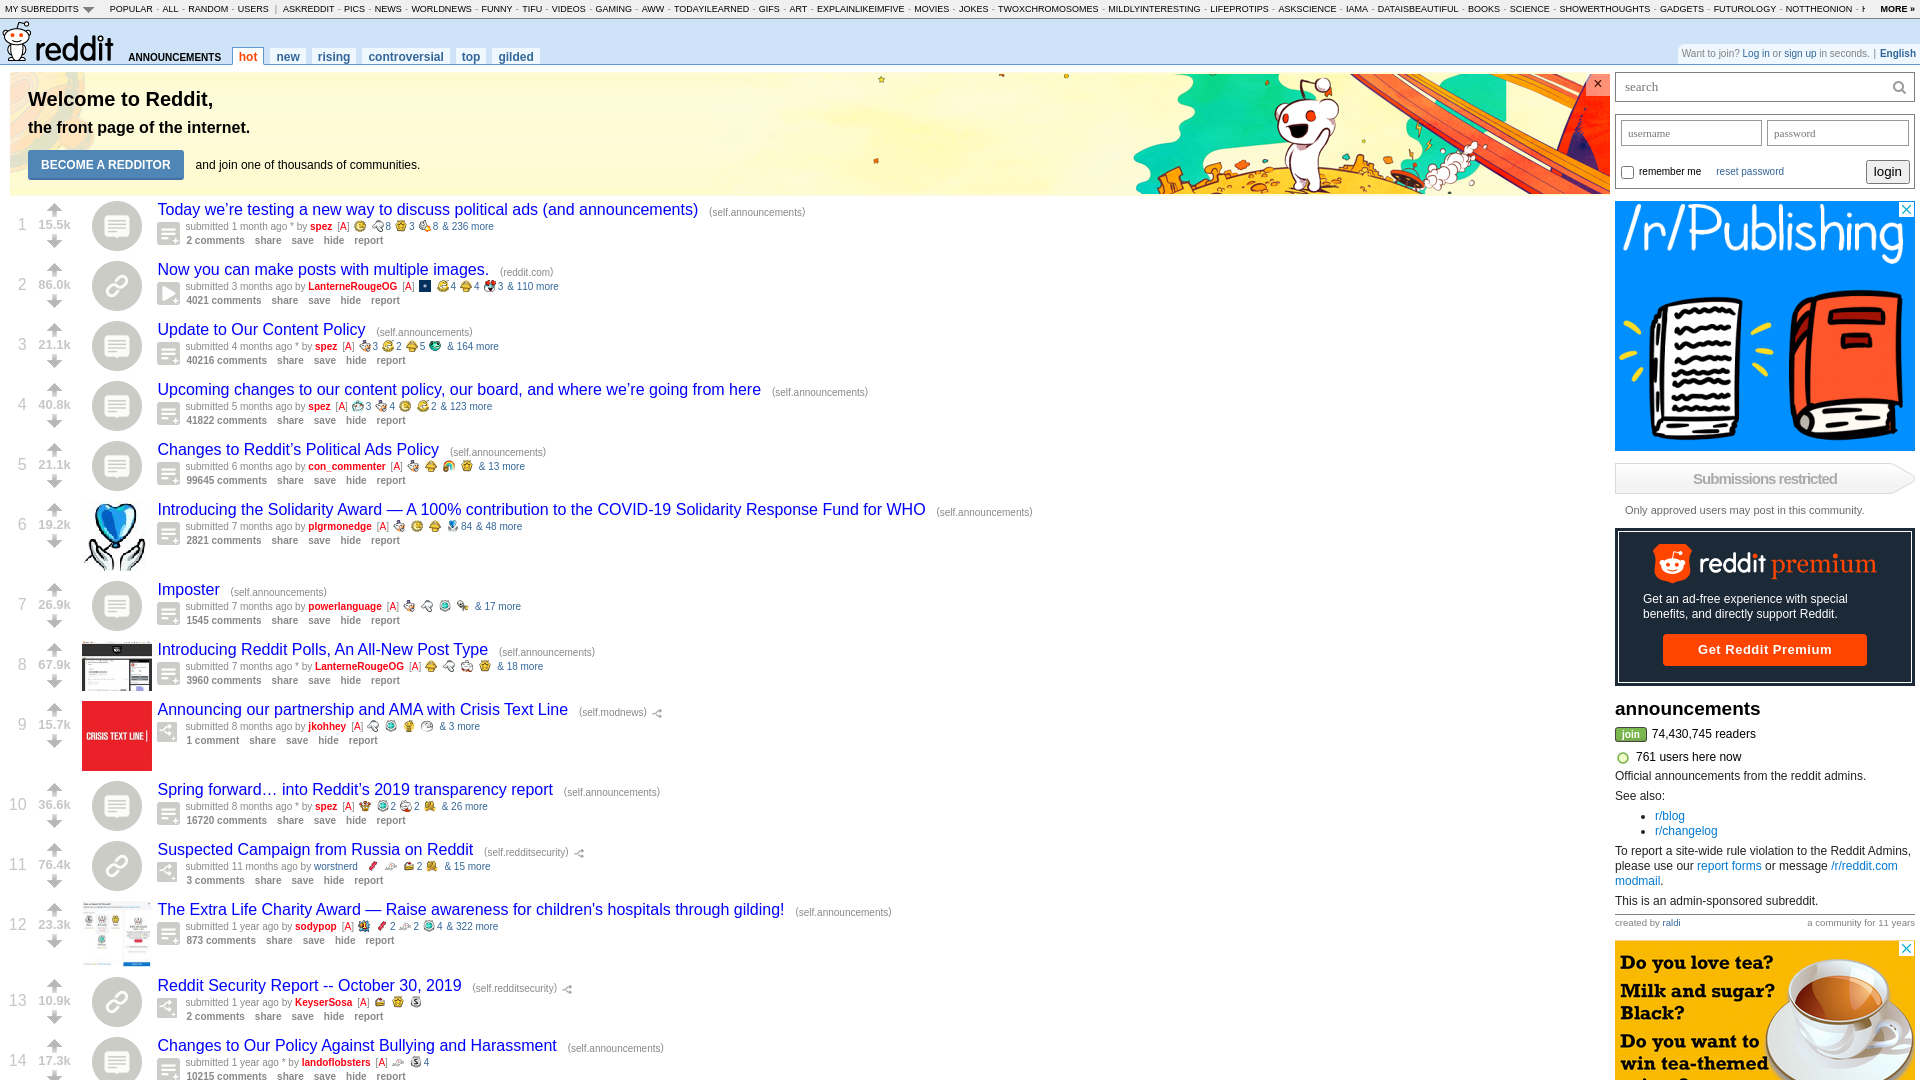 MY SUBREDDITS POPULAR - ALL - RANDOM - USERS | ASKREDDIT - PICS - NEWS - WORLDNEWS - FUNNY - TIFU - VIDEOS - GAMING - AWW - TODAYILEARNED - GIFS - ART - EXPLAINLIKEIMFIVE - MOVIES - JOKES - TWOXCHROMOSOMES - MILDLYINTERESTING - LIFEPROTIPS - ASKSCIENCE - IAMA - DATAISBEAUTIFUL - BOOKS - SCIENCE - SHOWERTHOUGHTS - GADGETS - FUTUROLOGY - NOTTHEONION - MORE »
reddit ANNOUNCEMENTS hot new rising controversial top gilded
Want to join? Log in or sign up in seconds. | English
Welcome to Reddit,
the front page of the internet.
BECOME A REDDITOR and join one of thousands of communities.
×
1 15.5k Today we’re testing a new way to discuss political ads (and announcements) (self.announcements)
submitted 1 month ago * by spez [A] 8 3 8 & 236 more
2 comments share save hide report
2 86.0k Now you can make posts with multiple images. (reddit.com)
submitted 3 months ago by LanterneRougeOG [A] 4 4 3 & 110 more
4021 comments share save hide report
3 21.1k Update to Our Content Policy (self.announcements)
submitted 4 months ago * by spez [A] 3 2 5 & 164 more
40216 comments share save hide report
4 40.8k Upcoming changes to our content policy, our board, and where we’re going from here (self.announcements)
submitted 5 months ago by spez [A] 3 4 2 & 123 more
41822 comments share save hide report
5 21.1k Changes to Reddit’s Political Ads Policy (self.announcements)
submitted 6 months ago by con_commenter [A] & 13 more
99645 comments share save hide report
6 19.2k Introducing the Solidarity Award — A 100% contribution to the COVID-19 Solidarity Response Fund for WHO (self.announcements)
submitted 7 months ago by plgrmonedge [A] 84 & 48 more
2821 comments share save hide report
7 26.9k Imposter (self.announcements)
submitted 7 months ago by powerlanguage [A] & 17 more
1545 comments share save hide report
8 67.9k Introducing Reddit Polls, An All-New Post Type (self.announcements)
submitted 7 months ago * by LanterneRougeOG [A] & 18 more
3960 comments share save hide report
9 15.7k CRISIS TEXT LINE | Announcing our partnership and AMA with Crisis Text Line (self.modnews)
submitted 8 months ago by jkohhey [A] & 3 more
1 comment share save hide report
10 36.6k Spring forward… into Reddit’s 2019 transparency report (self.announcements)
submitted 8 months ago * by spez [A] 2 2 & 26 more
16720 comments share save hide report
11 76.4k Suspected Campaign from Russia on Reddit (self.redditsecurity)
submitted 11 months ago by worstnerd 2 & 15 more
3 comments share save hide report
12 23.3k The Extra Life Charity Award — Raise awareness for children's hospitals through gilding! (self.announcements)
submitted 1 year ago by sodypop [A] 2 2 4 & 322 more
873 comments share save hide report
13 10.9k Reddit Security Report -- October 30, 2019 (self.redditsecurity)
submitted 1 year ago by KeyserSosa [A]
2 comments share save hide report
14 17.3k Changes to Our Policy Against Bullying and Harassment (self.announcements)
submitted 1 year ago * by landoflobsters [A] 4
10215 comments share save hide report
search
username password
remember me reset password login
/r/Publishing
Submissions restricted
Only approved users may post in this community.
reddit premium
Get an ad-free experience with special
benefits, and directly support Reddit.
Get Reddit Premium
announcements
join 74,430,745 readers
761 users here now
Official announcements from the reddit admins.
See also:
• r/blog
• r/changelog
To report a site-wide rule violation to the Reddit Admins,
please use our report forms or message /r/reddit.com
modmail.
This is an admin-sponsored subreddit.
created by raldi a community for 11 years
Do you love tea?
Milk and sugar?
Black?
Do you want to
win tea-themed